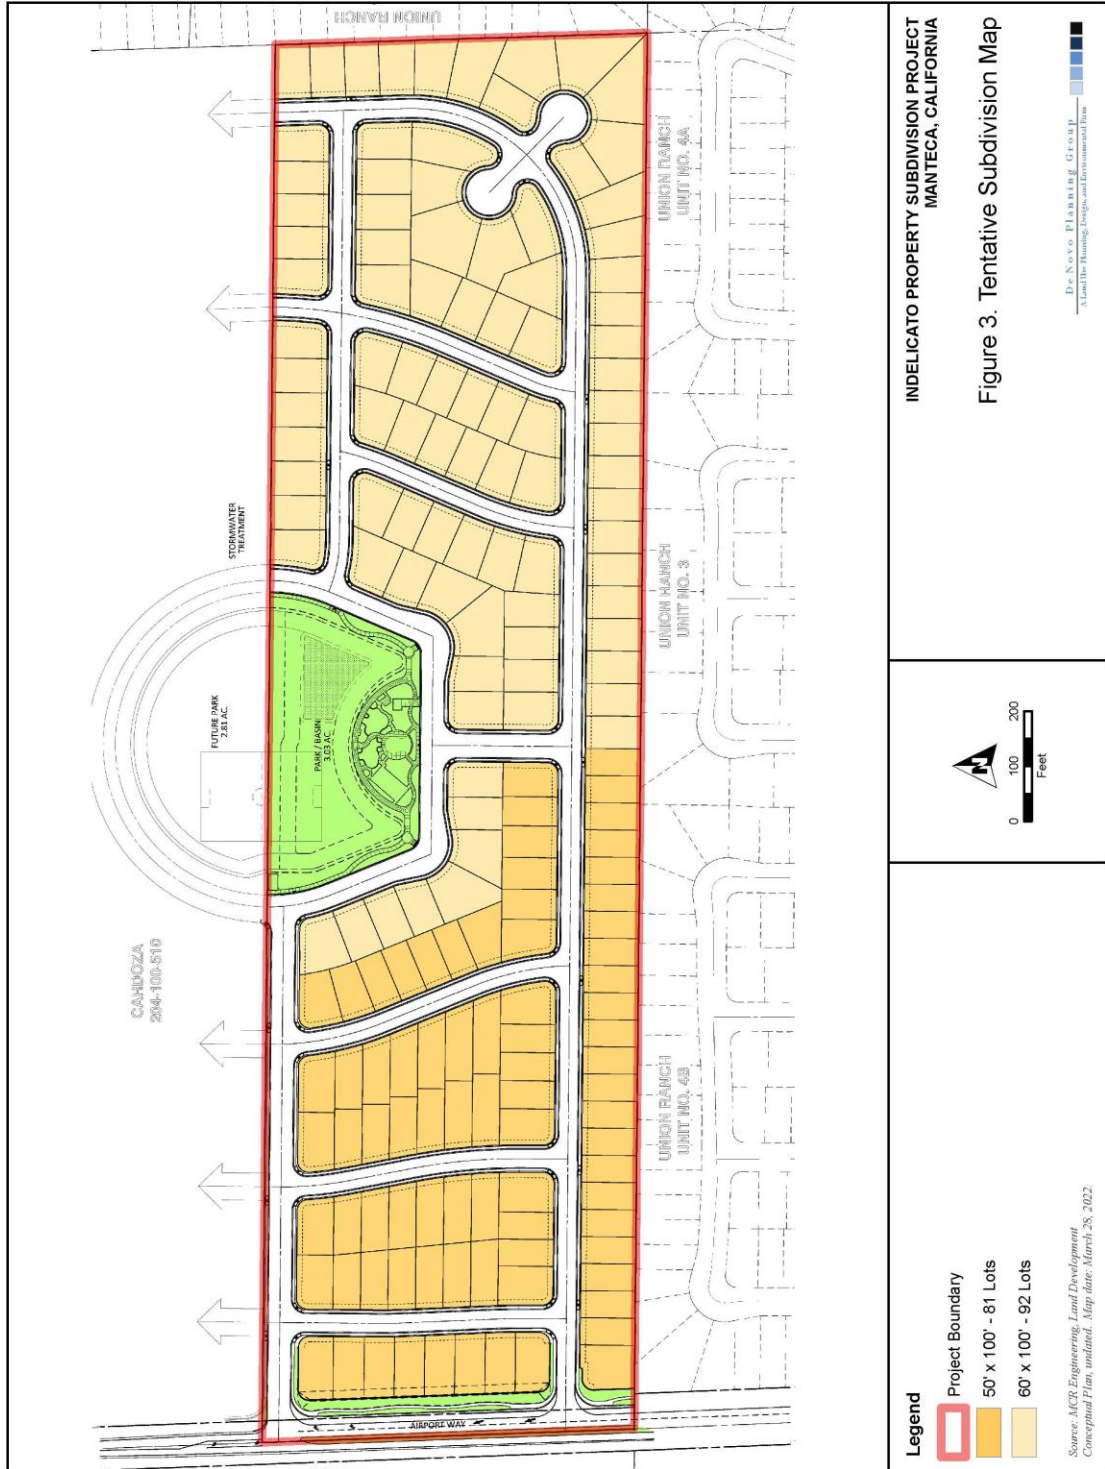 UNION RANCH
STORMWATER
TREATMENT
FUTURE PARK
2.81 AC.
PARK / BASIN
3.03 AC.
CARDOZA
204-100-510
AIRPORT WAY
UNION RANCH
UNIT NO. 4B
UNION RANCH
UNIT NO. 3
UNION RANCH
UNIT NO. 4A
Legend
Project Boundary
50' x 100' - 81 Lots
60' x 100' - 92 Lots
Source: MCR Engineering, Land Development
Conceptual Plan, undated. Map date: March 28, 2022.
N
0 100 200
Feet
INDELICATO PROPERTY SUBDIVISION PROJECT
MANTECA, CALIFORNIA
Figure 3. Tentative Subdivision Map
De Novo Planning Group
A Land Use Planning, Design, and Environmental Firm